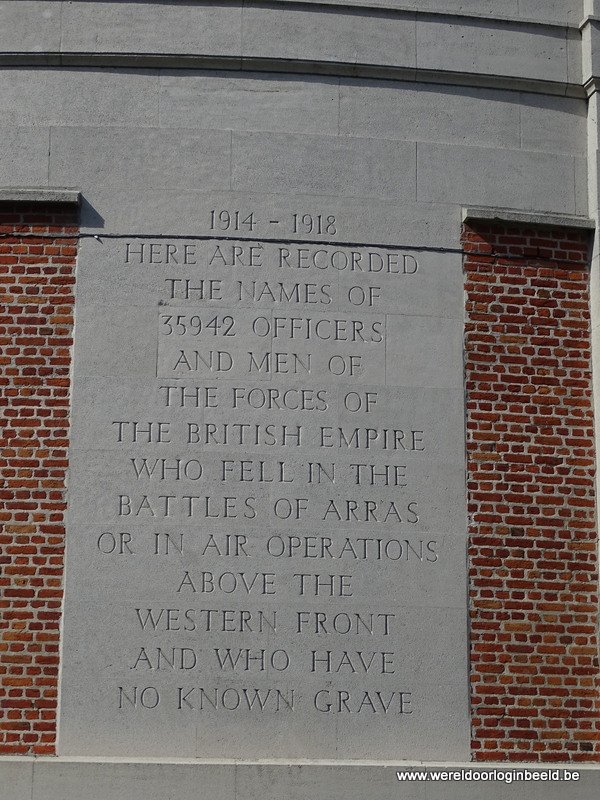 1914 - 1918
HERE ARE RECORDED
THE NAMES OF
35942 OFFICERS
AND MEN OF
THE FORCES OF
THE BRITISH EMPIRE
WHO FELL IN THE
BATTLES OF ARRAS
OR IN AIR OPERATIONS
ABOVE THE
WESTERN FRONT
AND WHO HAVE
NO KNOWN GRAVE
www.wereldoorloginbeeld.be